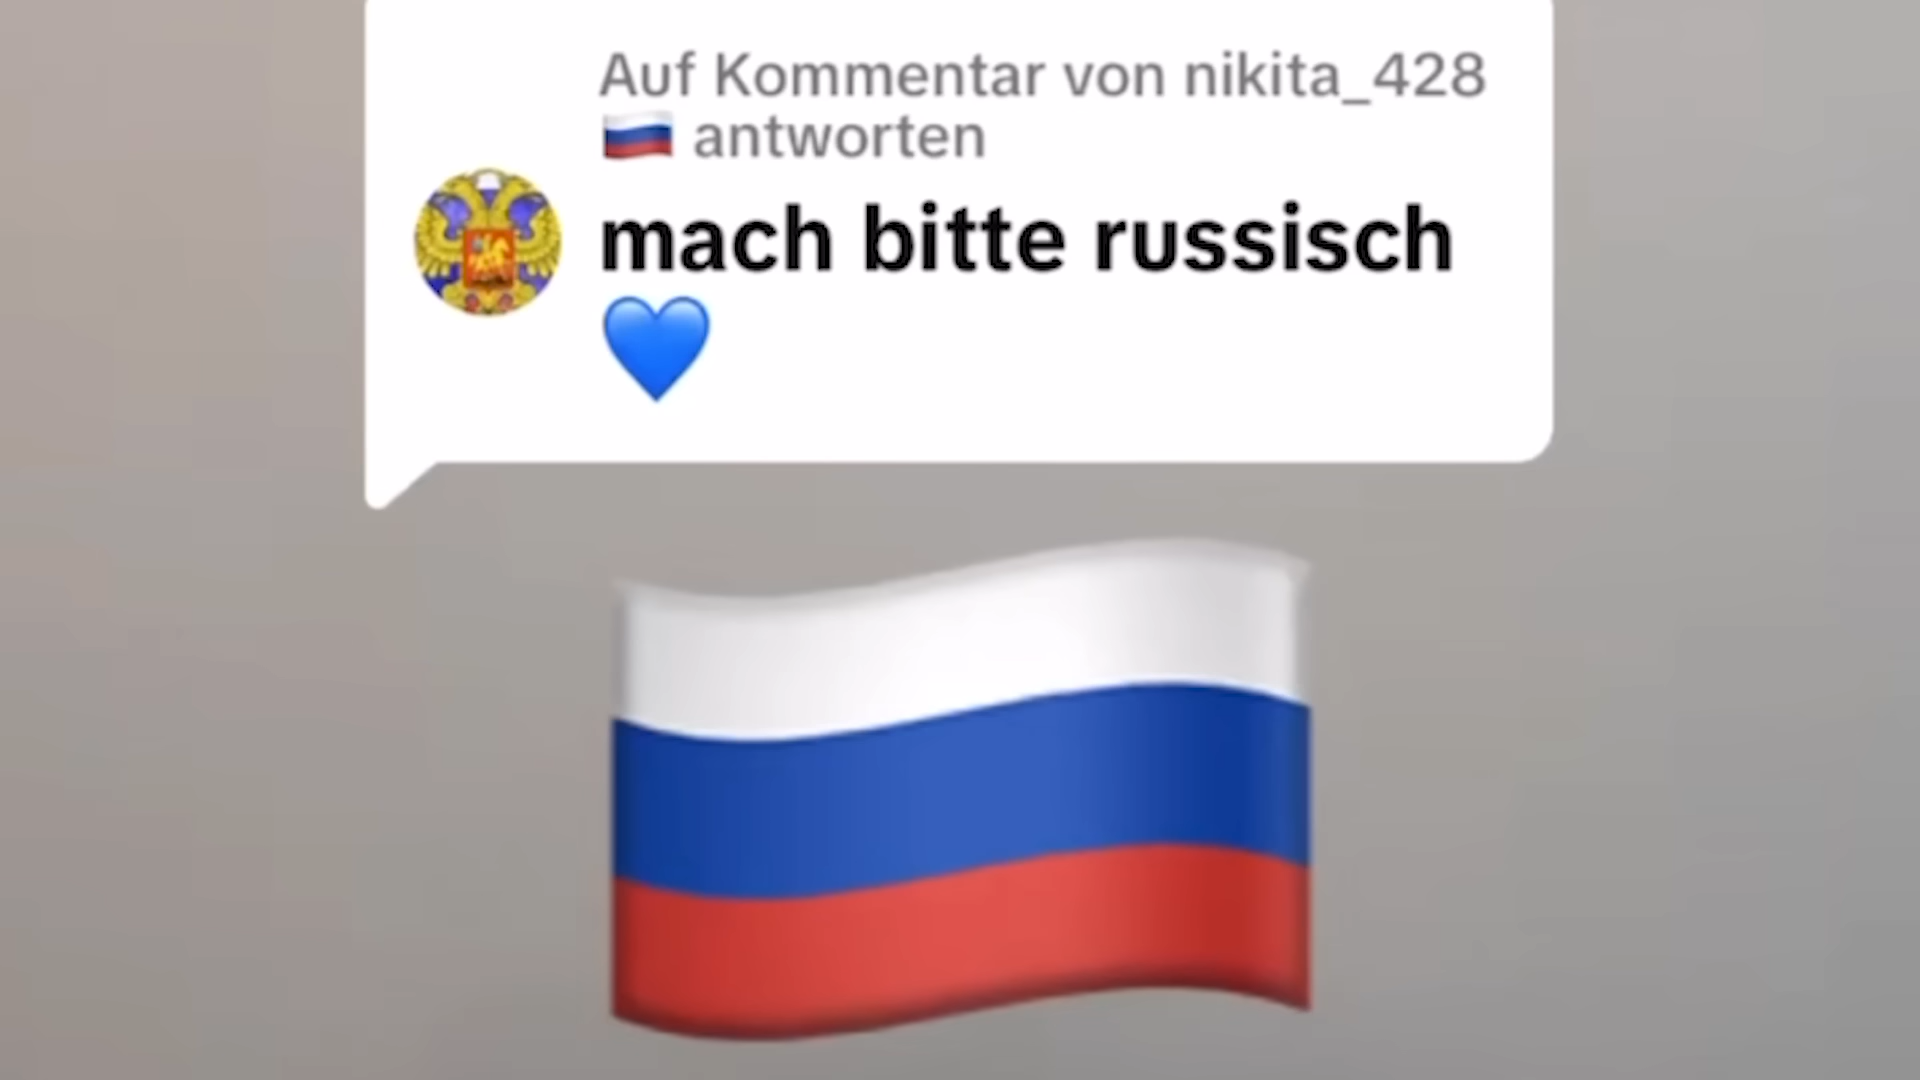 Auf Kommentar von nikita_428
🇷🇺 antworten
mach bitte russisch
💙